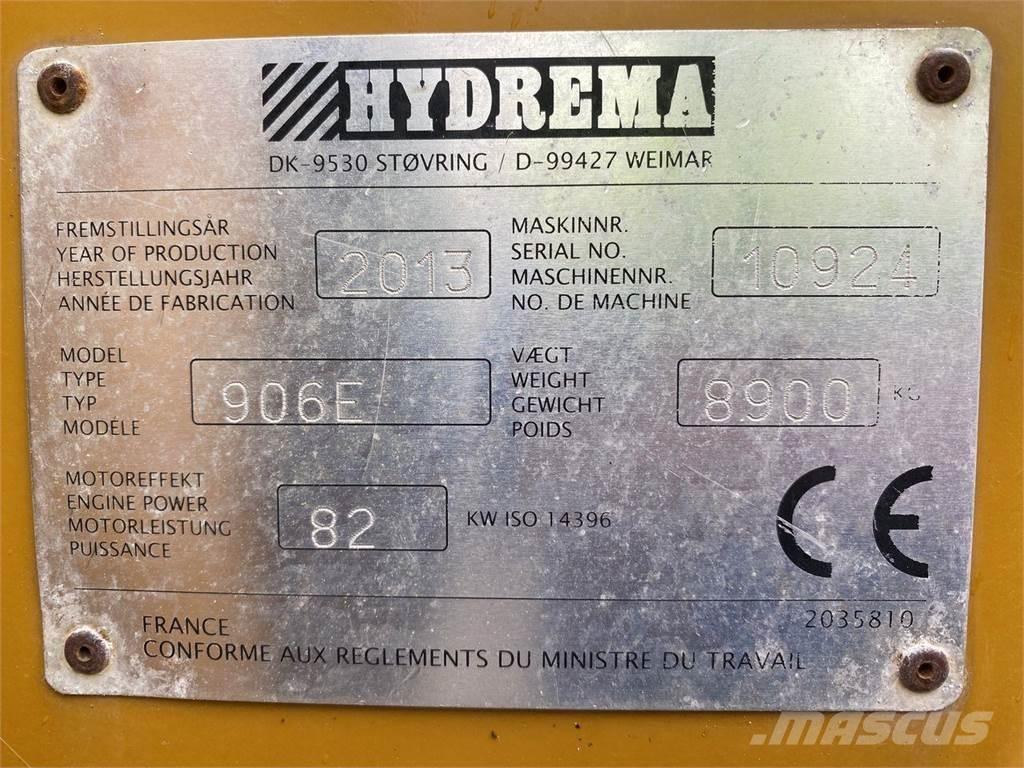 HYDREMA
DK-9530 STØVRING / D-99427 WEIMAR
FREMSTILLINGSÅR
YEAR OF PRODUCTION
HERSTELLUNGSJAHR
ANNÉE DE FABRICATION
2013
MASKINNR.
SERIAL NO.
MASCHINENNR.
NO. DE MACHINE
10924
MODEL
TYPE
TYP
MODÉLE
906E
VÆGT
WEIGHT
GEWICHT
POIDS
8900 KG
MOTOREFFEKT
ENGINE POWER
MOTORLEISTUNG
PUISSANCE
82
KW ISO 14396
CE
2035810
FRANCE
CONFORME AUX REGLEMENTS DU MINISTRE DU TRAVAIL
mascus